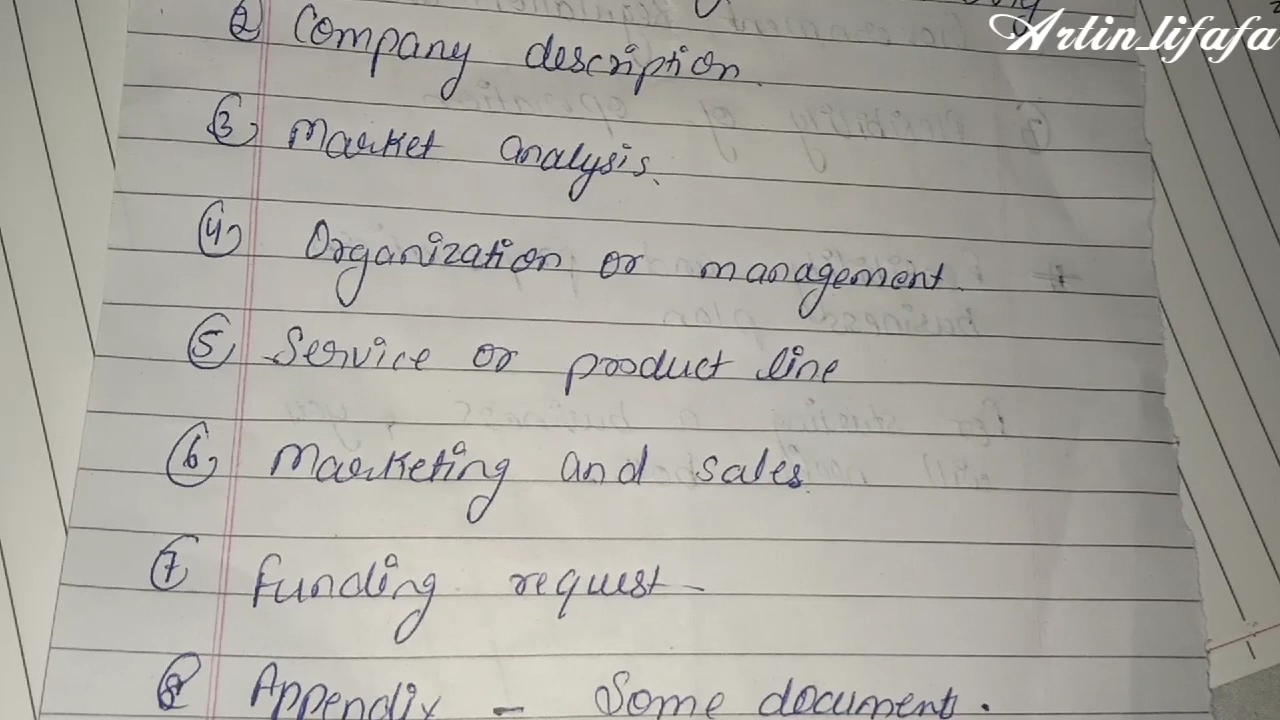 Artin_lifafa
② Company description.
③ Market analysis.
④ Organization or management.
⑤ Service or product line
⑥ Marketing and sales.
⑦ Funding request -
⑧ Appendix - Some document.